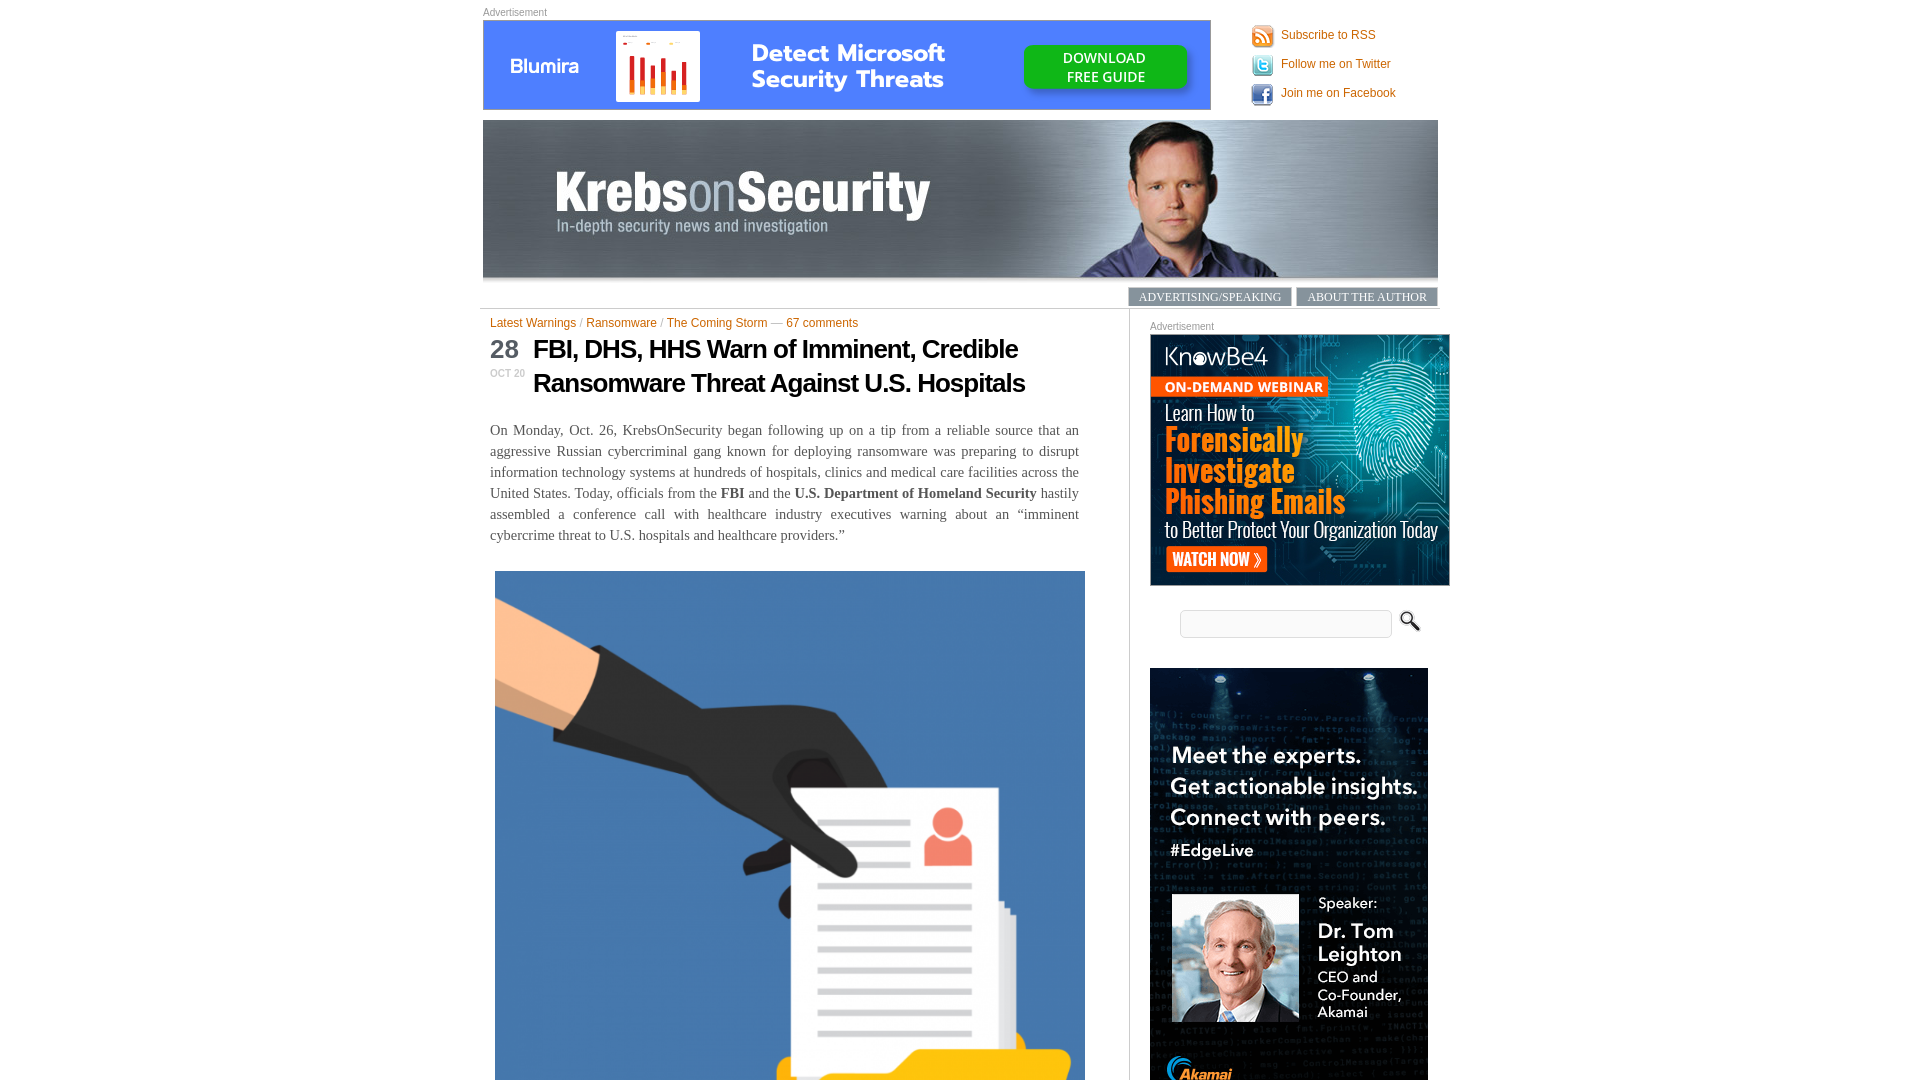 Advertisement
Blumira
Detect Microsoft
Security Threats
DOWNLOAD
FREE GUIDE
Subscribe to RSS
Follow me on Twitter
Join me on Facebook
KrebsonSecurity
In-depth security news and investigation
ADVERTISING/SPEAKING
ABOUT THE AUTHOR
Latest Warnings / Ransomware / The Coming Storm — 67 comments
28
OCT 20
FBI, DHS, HHS Warn of Imminent, Credible
Ransomware Threat Against U.S. Hospitals
On Monday, Oct. 26, KrebsOnSecurity began following up on a tip from a reliable source that an
aggressive Russian cybercriminal gang known for deploying ransomware was preparing to disrupt
information technology systems at hundreds of hospitals, clinics and medical care facilities across the
United States. Today, officials from the FBI and the U.S. Department of Homeland Security hastily
assembled a conference call with healthcare industry executives warning about an “imminent
cybercrime threat to U.S. hospitals and healthcare providers.”
Advertisement
KnowBe4
ON-DEMAND WEBINAR
Learn How to
Forensically
Investigate
Phishing Emails
to Better Protect Your Organization Today
WATCH NOW
Meet the experts.
Get actionable insights.
Connect with peers.
#EdgeLive
Speaker:
Dr. Tom
Leighton
CEO and
Co-Founder,
Akamai
Akamai